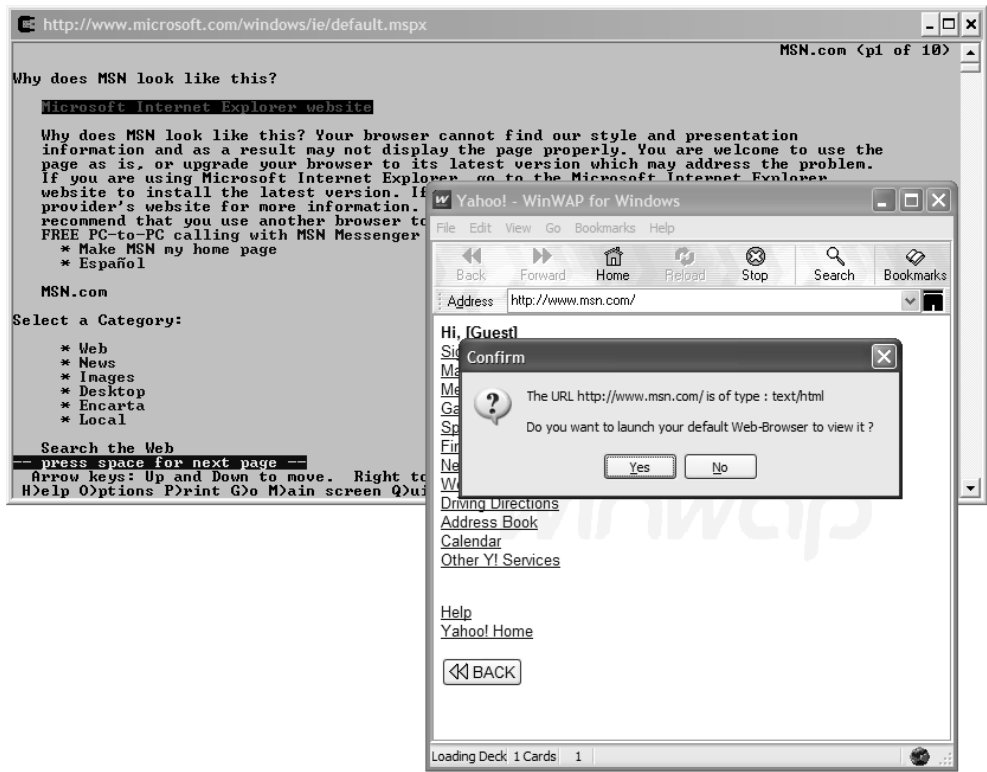 http://www.microsoft.com/windows/ie/default.mspx
MSN.com (p1 of 10)
Why does MSN look like this?
Microsoft Internet Explorer website
Why does MSN look like this? Your browser cannot find our style and presentation
information and as a result may not display the page properly. You are welcome to use the
page as is, or upgrade your browser to its latest version which may address the problem.
If you are using Microsoft Internet Explorer, go to the Microsoft Internet Explorer
website to install the latest version. If
provider's website for more information.
recommend that you use another browser to
FREE PC-to-PC calling with MSN Messenger
* Make MSN my home page
* Español
MSN.com
Select a Category:
* Web
* News
* Images
* Desktop
* Encarta
* Local
Search the Web
-- press space for next page --
Arrow keys: Up and Down to move. Right to
H)elp O)ptions P)rint G)o M)ain screen Q)ui
Yahoo! - WinWAP for Windows
File Edit View Go Bookmarks Help
Back Forward Home Reload Stop Search Bookmarks
Address http://www.msn.com/
Hi, [Guest]
Confirm
The URL http://www.msn.com/ is of type : text/html
Do you want to launch your default Web-Browser to view it ?
Yes No
Driving Directions
Address Book
Calendar
Other Y! Services
Help
Yahoo! Home
BACK
winwap
Loading Deck 1 Cards 1